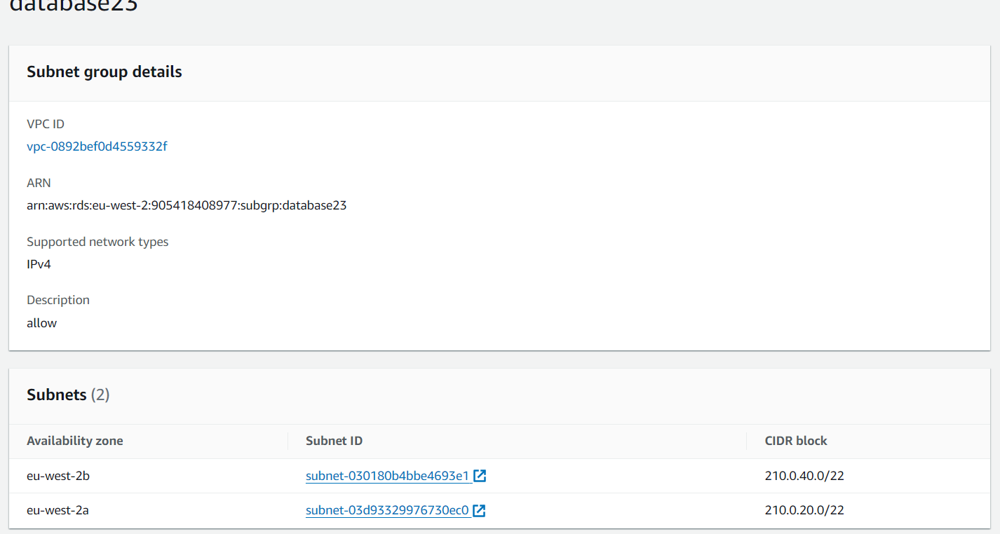 database23
Subnet group details
VPC ID
vpc-0892bef0d4559332f
ARN
arn:aws:rds:eu-west-2:905418408977:subgrp:database23
Supported network types
IPv4
Description
allow
Subnets (2)
Availability zone Subnet ID CIDR block
eu-west-2b subnet-030180b4bbe4693e1 210.0.40.0/22
eu-west-2a subnet-03d93329976730ec0 210.0.20.0/22